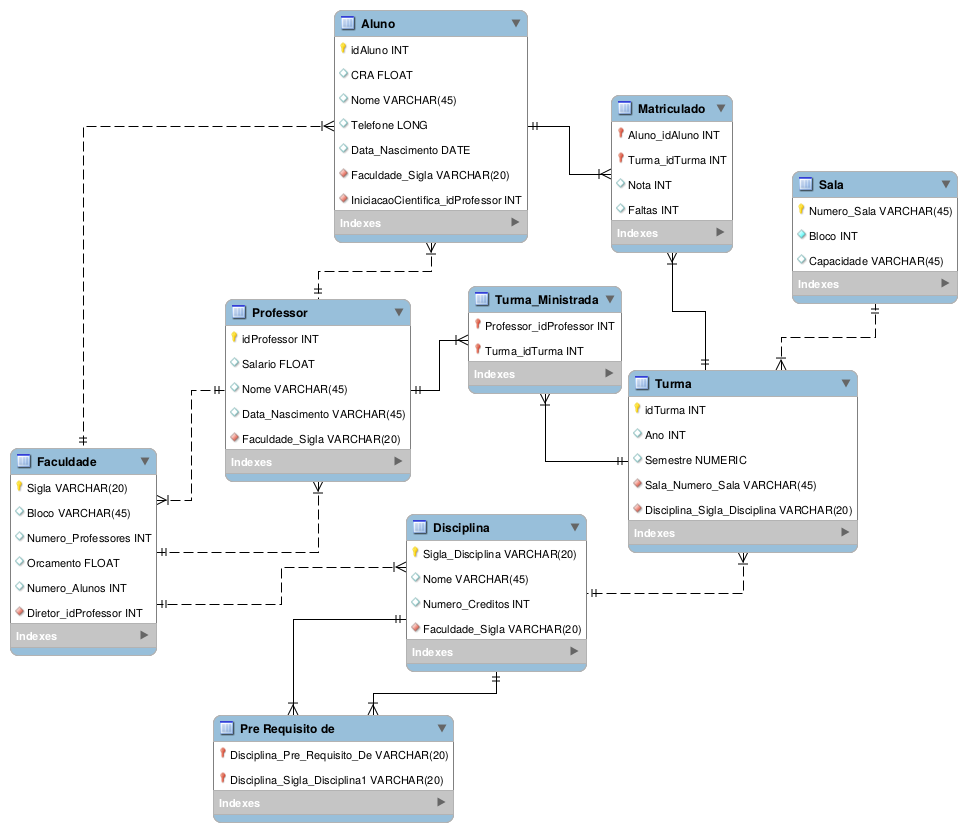 Aluno
idAluno INT
CRA FLOAT
Nome VARCHAR(45)
Telefone LONG
Data_Nascimento DATE
Faculdade_Sigla VARCHAR(20)
IniciacaoCientifica_idProfessor INT
Indexes
Matriculado
Aluno_idAluno INT
Turma_idTurma INT
Nota INT
Faltas INT
Indexes
Sala
Numero_Sala VARCHAR(45)
Bloco INT
Capacidade VARCHAR(45)
Indexes
Professor
idProfessor INT
Salario FLOAT
Nome VARCHAR(45)
Data_Nascimento VARCHAR(45)
Faculdade_Sigla VARCHAR(20)
Indexes
Turma_Ministrada
Professor_idProfessor INT
Turma_idTurma INT
Indexes
Turma
idTurma INT
Ano INT
Semestre NUMERIC
Sala_Numero_Sala VARCHAR(45)
Disciplina_Sigla_Disciplina VARCHAR(20)
Indexes
Faculdade
Sigla VARCHAR(20)
Bloco VARCHAR(45)
Numero_Professores INT
Orcamento FLOAT
Numero_Alunos INT
Diretor_idProfessor INT
Indexes
Disciplina
Sigla_Disciplina VARCHAR(20)
Nome VARCHAR(45)
Numero_Creditos INT
Faculdade_Sigla VARCHAR(20)
Indexes
Pre Requisito de
Disciplina_Pre_Requisito_De VARCHAR(20)
Disciplina_Sigla_Disciplina1 VARCHAR(20)
Indexes